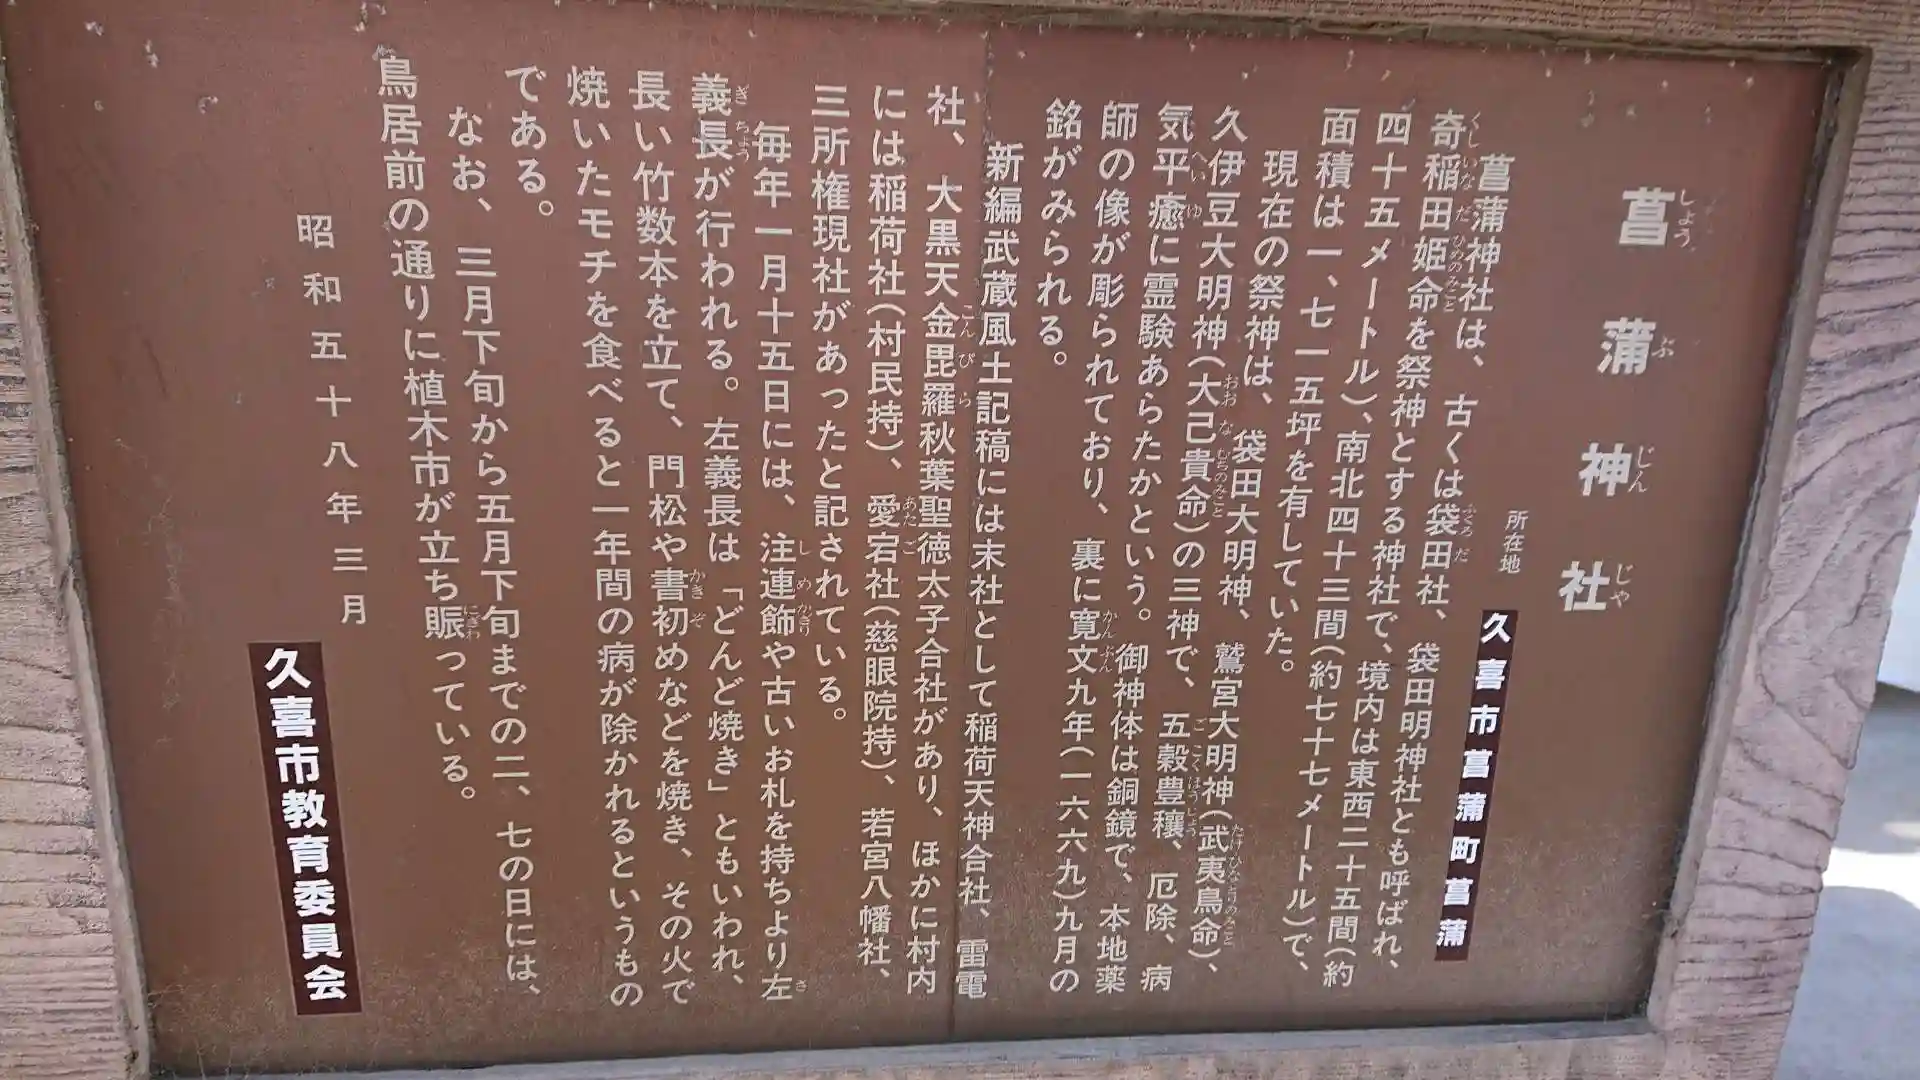 菖蒲神社
所在地 久喜市菖蒲町菖蒲
菖蒲神社は、古くは袋田社、袋田明神社とも呼ばれ、
奇稲田姫命を祭神とする神社で、境内は東西二十五間(約
四十五メートル)、南北四十三間(約七十七メートル)で、
面積は一、七一五坪を有していた。
現在の祭神は、袋田大明神、鷲宮大明神(武夷鳥命)、
久伊豆大明神(大己貴命)の三神で、五穀豊穣、厄除、病
気平癒に霊験あらたかという。御神体は銅鏡で、本地薬
師の像が彫られており、裏に寛文九年(一六六九)九月の
銘がみられる。
新編武蔵風土記稿には末社として稲荷天神合社、雷電
社、大黒天金毘羅秋葉聖徳太子合社があり、ほかに村内
には稲荷社(村民持)、愛宕社(慈眼院持)、若宮八幡社、
三所権現社があったと記されている。
毎年一月十五日には、注連飾や古いお札を持ちより左
義長が行われる。左義長は「どんど焼き」ともいわれ、
長い竹数本を立て、門松や書初めなどを焼き、その火で
焼いたモチを食べると一年間の病が除かれるというもの
である。
なお、三月下旬から五月下旬までの二、七の日には、
鳥居前の通りに植木市が立ち賑っている。
昭和五十八年三月
久喜市教育委員会